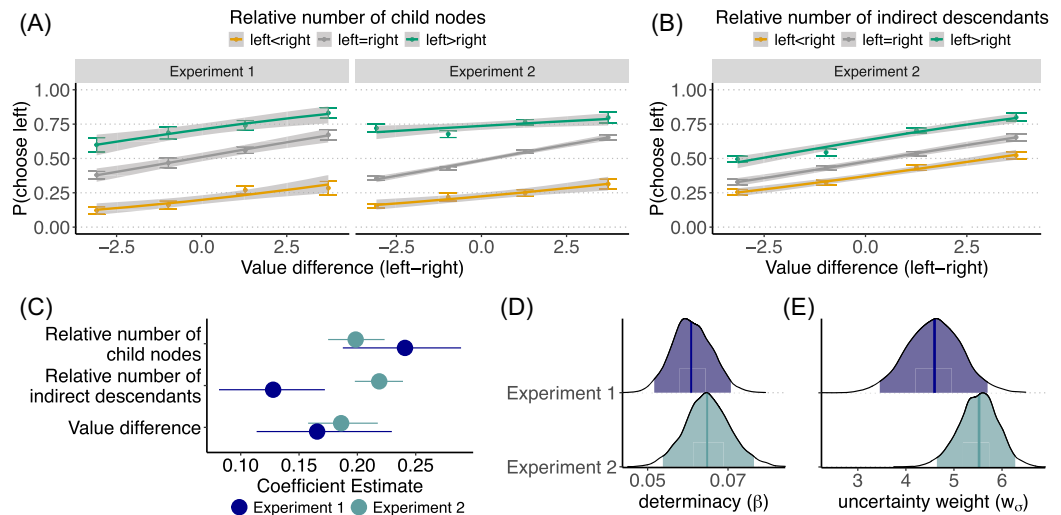 (A)
Relative number of child nodes
left<right left=right left>right
Experiment 1
Experiment 2
P(choose left)
1.00
0.75
0.50
0.25
0.00
−2.5 0.0 2.5
−2.5 0.0 2.5
Value difference (left−right)
(B)
Relative number of indirect descendants
left<right left=right left>right
Experiment 2
P(choose left)
1.00
0.75
0.50
0.25
0.00
−2.5 0.0 2.5
Value difference (left−right)
(C)
Relative number of
child nodes
Relative number of
indirect descendants
Value difference
0.10 0.15 0.20 0.25
Coefficient Estimate
Experiment 1 Experiment 2
(D)
Experiment 1
Experiment 2
0.05 0.07
determinacy (β)
(E)
3 4 5 6
uncertainty weight (wσ)